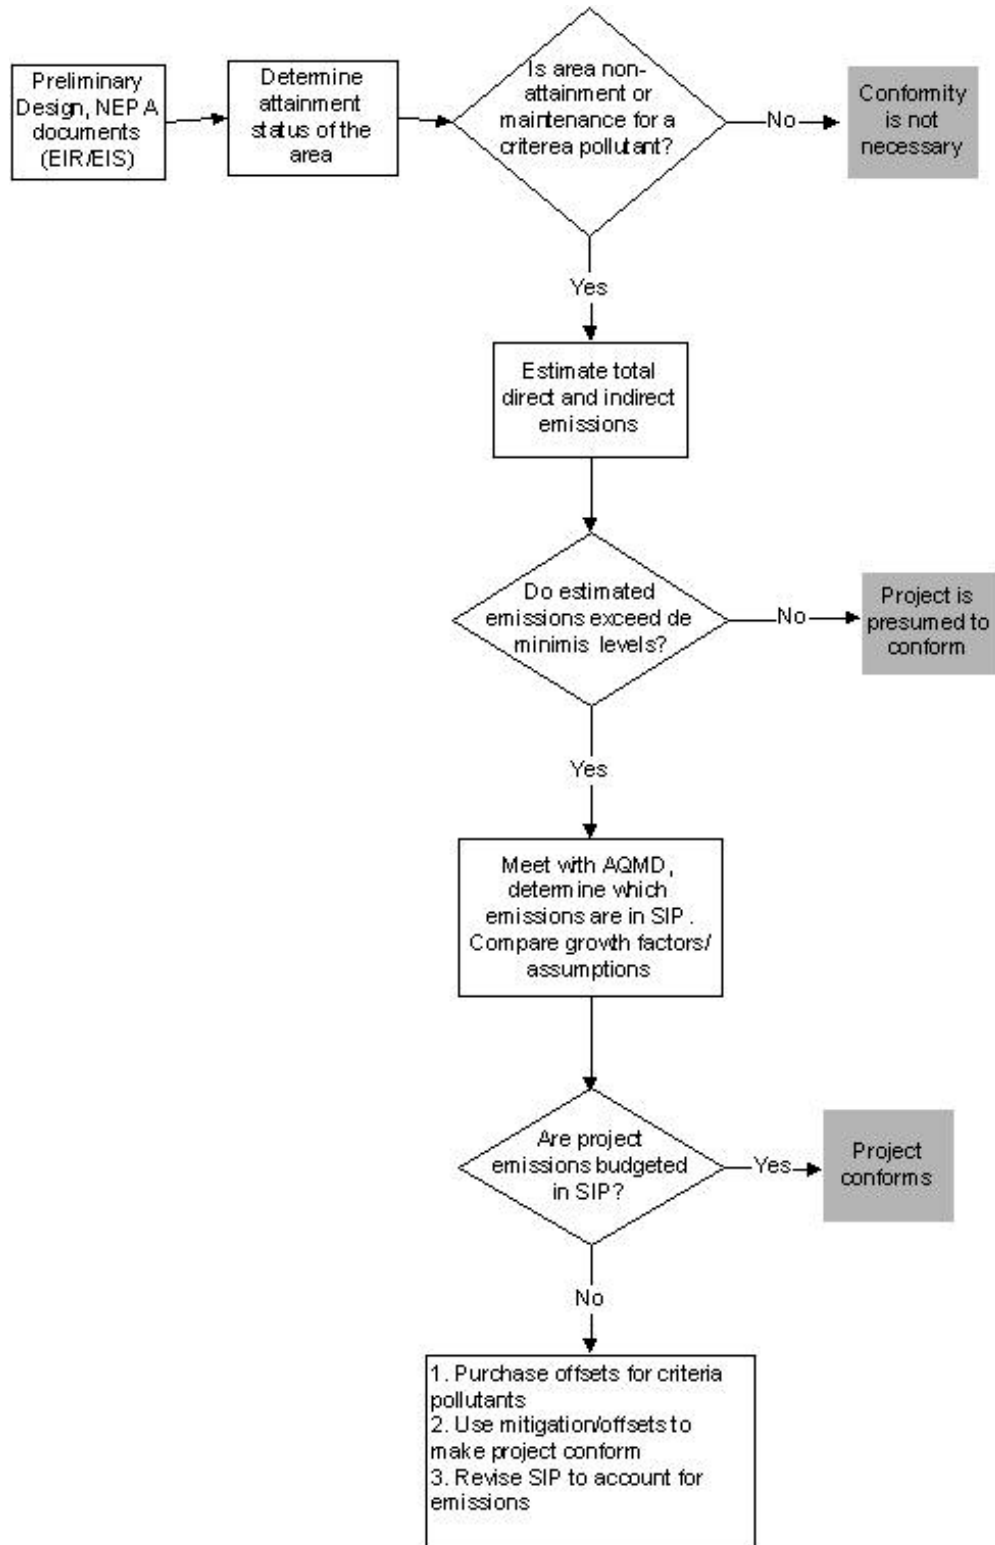 Preliminary
Design, NEP A
documents
(EIR/EIS)
Determine
attainment
status of the
area
Is area non-
attainment or
maintenance for a
criterea pollutant?
No
Conformity
is not
necessary
Yes
Estimate total
direct and indirect
emissions
Do estimated
emissions exceed de
minimis levels?
No
Project is
presumed to
conform
Yes
Meet with AQMD,
determine which
emissions are in SIP.
Compare growth factors/
assumptions
Are project
emissions budgeted
in SIP?
Yes
Project
conforms
No
1. Purchase offsets for criteria
pollutants
2. Use mitigation/offsets to
make project conform
3. Revise SIP to account for
emissions